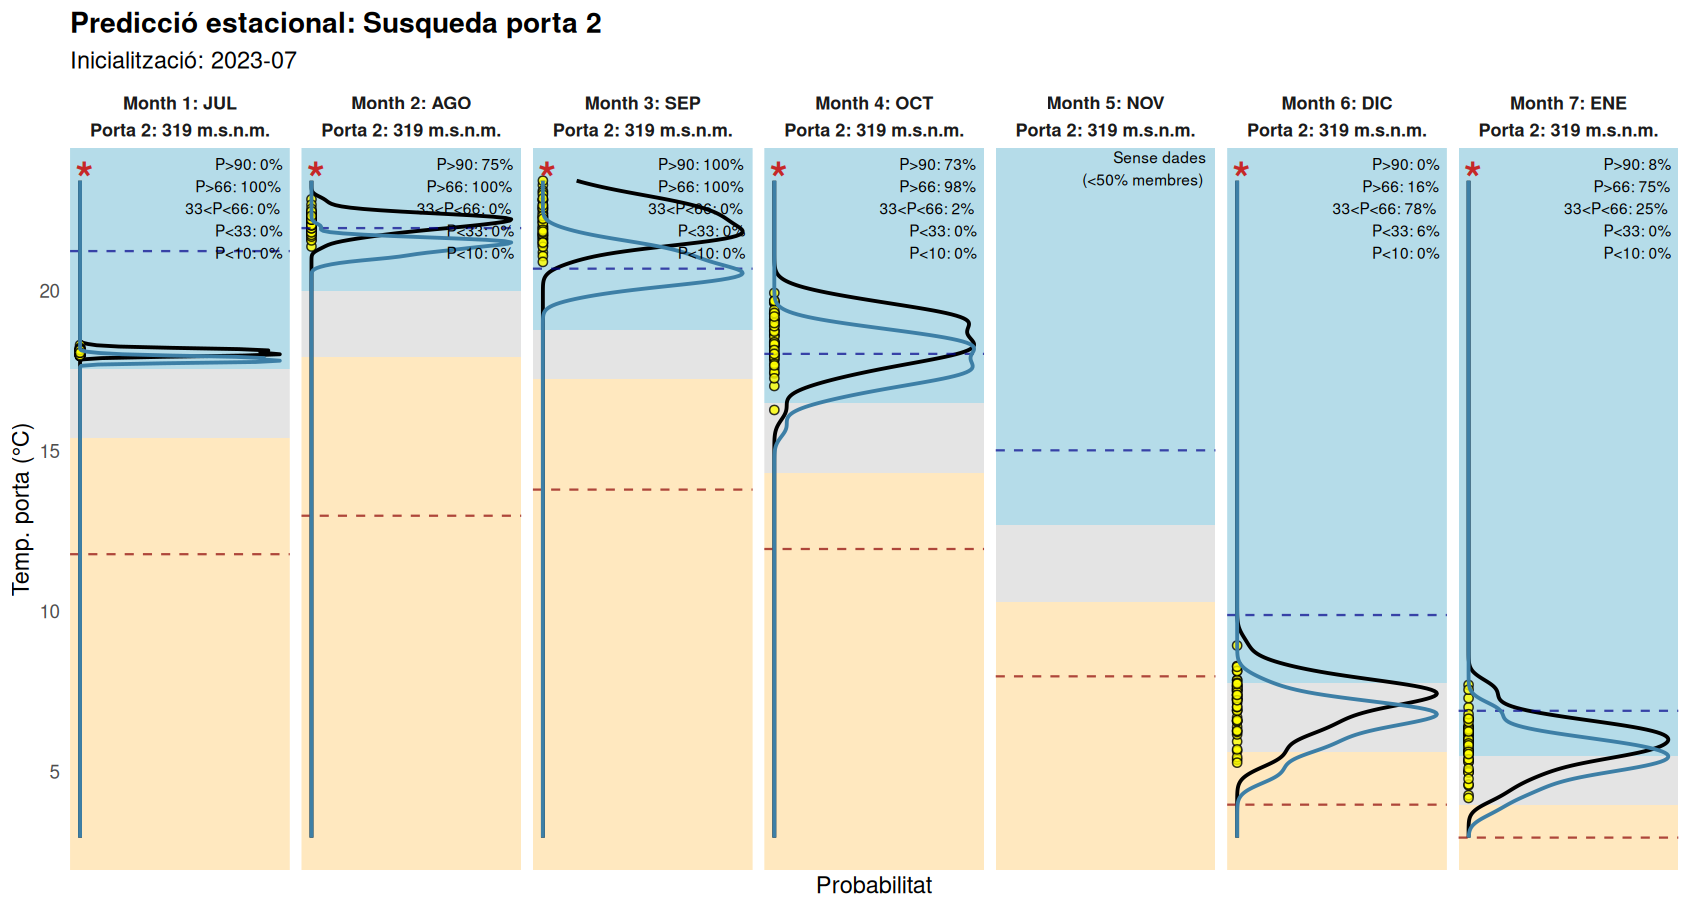 Predicció estacional: Susqueda porta 2
Inicialització: 2023-07
Month 1: JUL
Porta 2: 319 m.s.n.m.
Month 2: AGO
Porta 2: 319 m.s.n.m.
Month 3: SEP
Porta 2: 319 m.s.n.m.
Month 4: OCT
Porta 2: 319 m.s.n.m.
Month 5: NOV
Porta 2: 319 m.s.n.m.
Month 6: DIC
Porta 2: 319 m.s.n.m.
Month 7: ENE
Porta 2: 319 m.s.n.m.
*
P>90: 0%
P>66: 100%
33<P<66: 0%
P<33: 0%
P<10: 0%
*
P>90: 75%
P>66: 100%
33<P<66: 0%
P<33: 0%
P<10: 0%
*
P>90: 100%
P>66: 100%
33<P<66: 0%
P<33: 0%
P<10: 0%
*
P>90: 73%
P>66: 98%
33<P<66: 2%
P<33: 0%
P<10: 0%
Sense dades
(<50% membres)
*
P>90: 0%
P>66: 16%
33<P<66: 78%
P<33: 6%
P<10: 0%
*
P>90: 8%
P>66: 75%
33<P<66: 25%
P<33: 0%
P<10: 0%
20
15
10
5
Temp. porta (°C)
Probabilitat